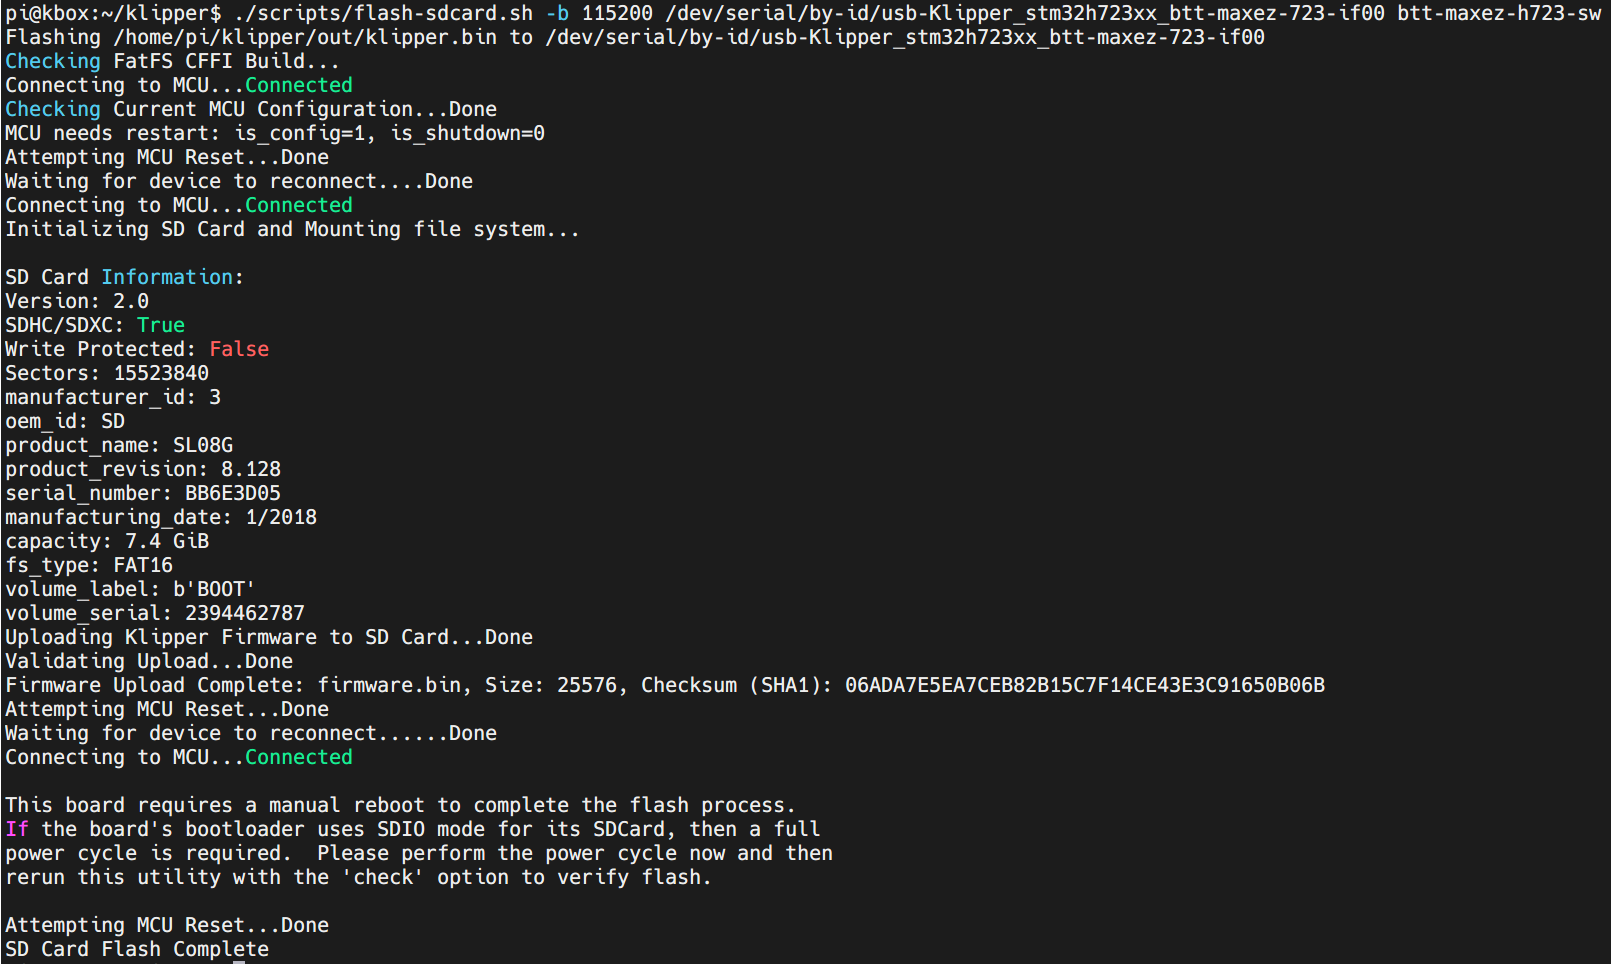 pi@kbox:~/klipper$ ./scripts/flash-sdcard.sh -b 115200 /dev/serial/by-id/usb-Klipper_stm32h723xx_btt-maxez-723-if00 btt-maxez-h723-sw
Flashing /home/pi/klipper/out/klipper.bin to /dev/serial/by-id/usb-Klipper_stm32h723xx_btt-maxez-723-if00
Checking FatFS CFFI Build...
Connecting to MCU...Connected
Checking Current MCU Configuration...Done
MCU needs restart: is_config=1, is_shutdown=0
Attempting MCU Reset...Done
Waiting for device to reconnect....Done
Connecting to MCU...Connected
Initializing SD Card and Mounting file system...

SD Card Information:
Version: 2.0
SDHC/SDXC: True
Write Protected: False
Sectors: 15523840
manufacturer_id: 3
oem_id: SD
product_name: SL08G
product_revision: 8.128
serial_number: BB6E3D05
manufacturing_date: 1/2018
capacity: 7.4 GiB
fs_type: FAT16
volume_label: b'BOOT'
volume_serial: 2394462787
Uploading Klipper Firmware to SD Card...Done
Validating Upload...Done
Firmware Upload Complete: firmware.bin, Size: 25576, Checksum (SHA1): 06ADA7E5EA7CEB82B15C7F14CE43E3C91650B06B
Attempting MCU Reset...Done
Waiting for device to reconnect......Done
Connecting to MCU...Connected

This board requires a manual reboot to complete the flash process.
If the board's bootloader uses SDIO mode for its SDCard, then a full
power cycle is required.  Please perform the power cycle now and then
rerun this utility with the 'check' option to verify flash.

Attempting MCU Reset...Done
SD Card Flash Complete